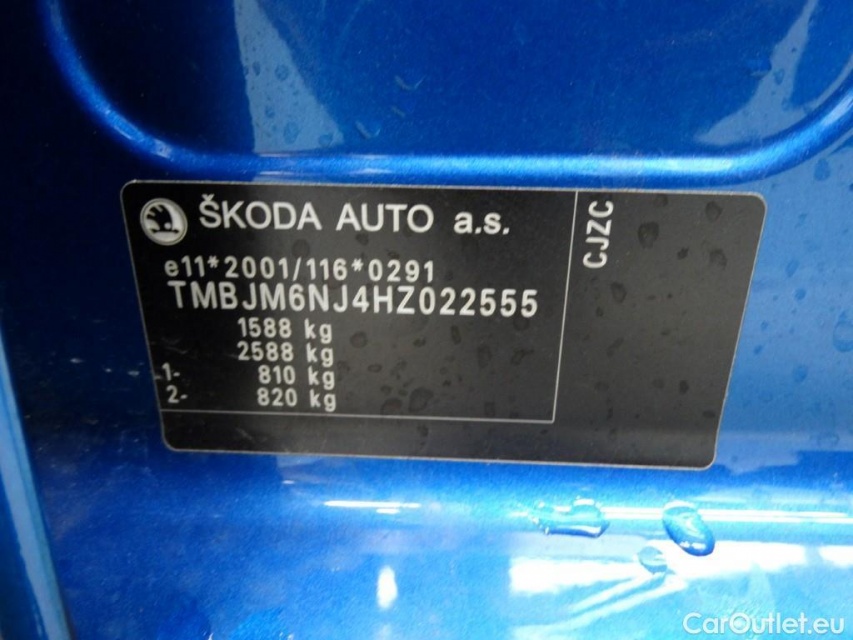 ŠKODA AUTO a.s.
e11*2001/116*0291
TMBJM6NJ4HZ022555
1588 kg
2588 kg
1- 810 kg
2- 820 kg
CJZC
CarOutlet.eu